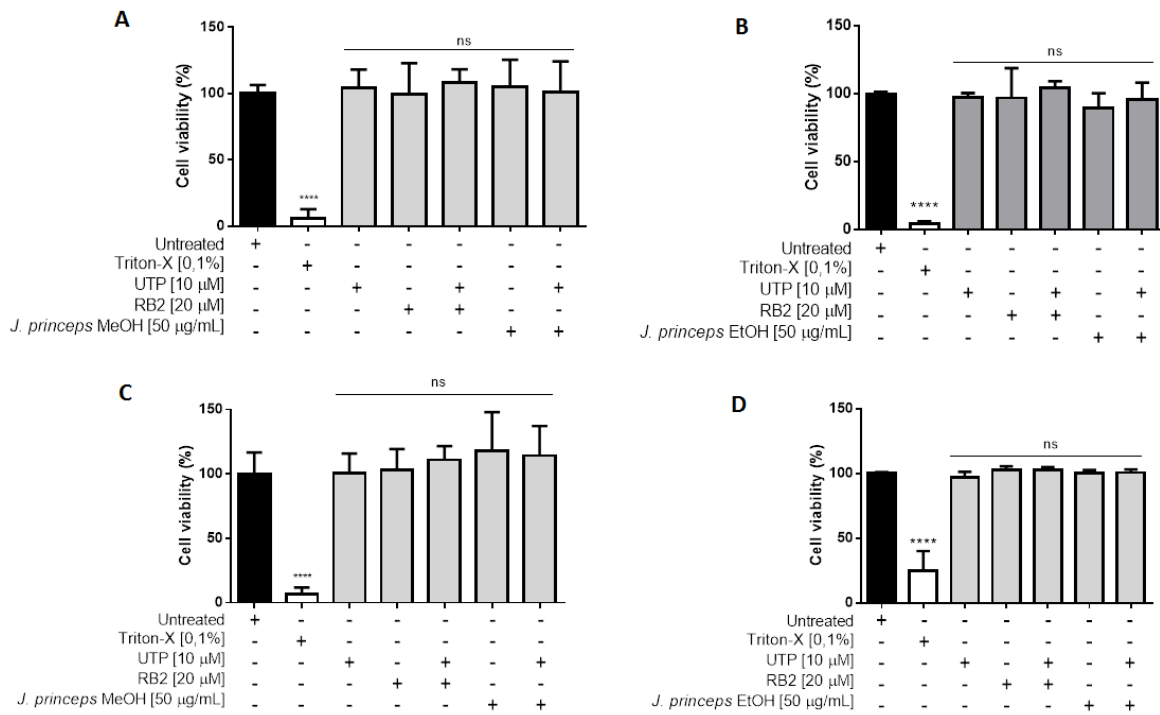 A
ns
150
100
50
0
Cell viability (%)
****
Untreated + - - - - - -
Triton-X [0,1%] - + - - - - -
UTP [10 µM] - - + - + - +
RB2 [20 µM] - - - + + - -
J. princeps MeOH [50 µg/mL] - - - - - + +
B
ns
150
100
50
0
Cell viability (%)
****
Untreated + - - - - - -
Triton-X [0,1%] - + - - - - -
UTP [10 µM] - - + - + - +
RB2 [20 µM] - - - + + - -
J. princeps EtOH [50 µg/mL] - - - - - + +
C
ns
150
100
50
0
Cell viability (%)
****
Untreated + - - - - - -
Triton-X [0,1%] - + - - - - -
UTP [10 µM] - - + - + - +
RB2 [20 µM] - - - + + - -
J. princeps MeOH [50 µg/mL] - - - - - + +
D
ns
150
100
50
0
Cell viability (%)
****
Untreated + - - - - - -
Triton-X [0,1%] - + - - - - -
UTP [10 µM] - - + - + - +
RB2 [20 µM] - - - + + - -
J. princeps EtOH [50 µg/mL] - - - - - + +